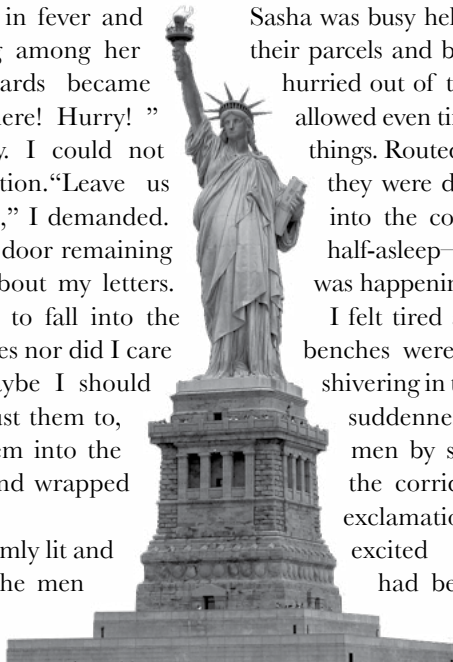 in fever and
g among her
ards became
ere! Hurry! ”
y. I could not
tion.“Leave us
,” I demanded.
door remaining
bout my letters.
to fall into the
es nor did I care
ybe I should
ust them to,
em into the
nd wrapped
mly lit and
he men
Sasha was busy hel
their parcels and b
hurried out of t
allowed even ti
things. Routed
they were d
into the co
half-asleep—
was happenin
I felt tired
benches were
shivering in t
suddenne
men by s
the corrid
exclamatio
excited
had be